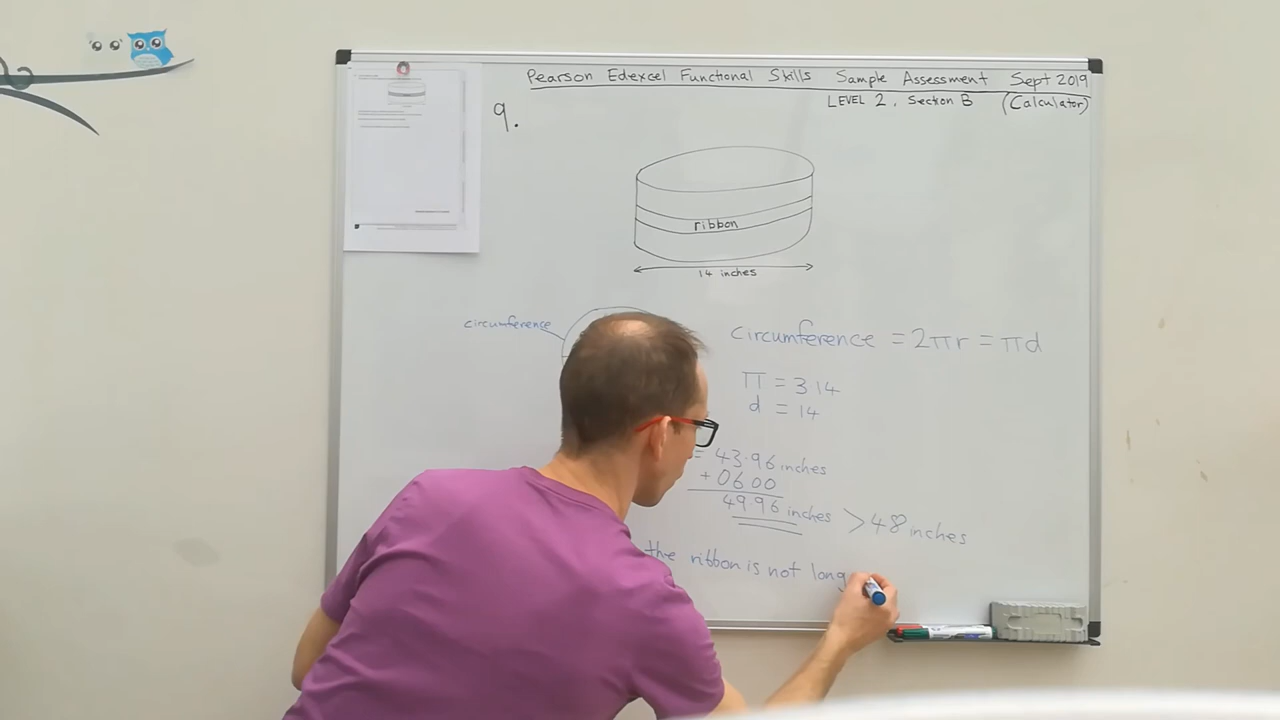 Pearson Edexcel Functional Skills Sample Assessment Sept 2019
LEVEL 2, Section B (Calculator)
9.
ribbon
14 inches
circumference
circumference = 2πr = πd
π = 3.14
d = 14
= 43.96 inches
+ 06.00
49.96 inches > 48 inches
the ribbon is not long